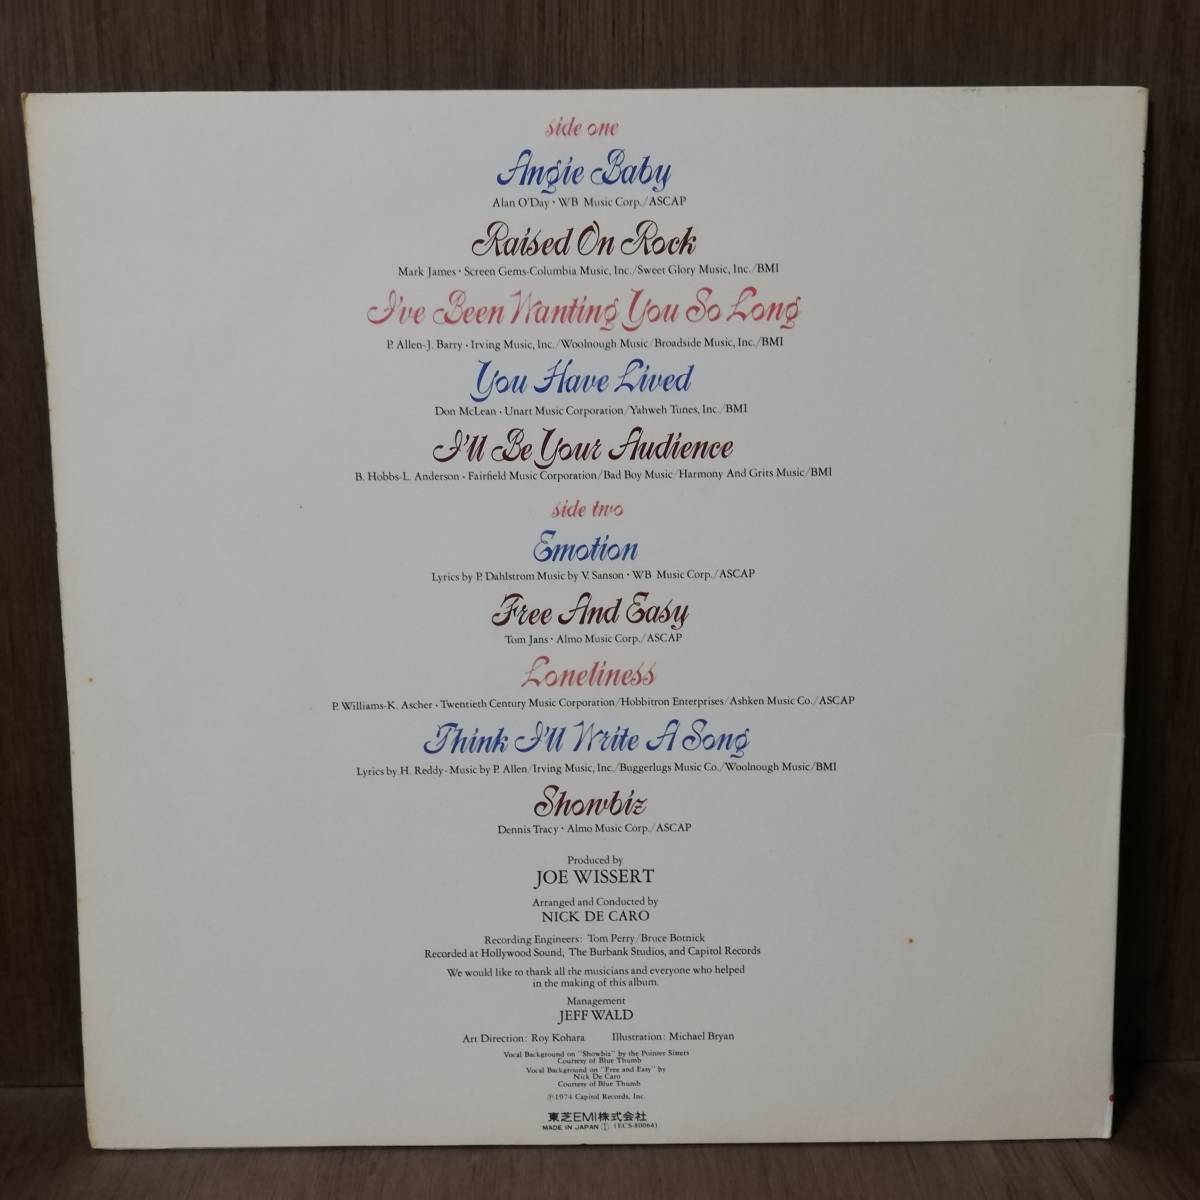 side one
Angie Baby
Alan O'Day · WB Music Corp./ASCAP
Raised On Rock
Mark James · Screen Gems-Columbia Music, Inc./Sweet Glory Music, Inc./BMI
I've Been Wanting You So Long
P. Allen-J. Barry · Irving Music, Inc./Woolnough Music/Broadside Music, Inc./BMI
You Have Lived
Don McLean · Unart Music Corporation/Yahweh Tunes, Inc./BMI
I'll Be Your Audience
B. Hobbs-L. Anderson · Fairfield Music Corporation/Bad Boy Music/Harmony And Grits Music/BMI
side two
Emotion
Lyrics by P. Dahlstrom Music by V. Sanson · WB Music Corp./ASCAP
Free And Easy
Tom Jans · Almo Music Corp./ASCAP
Loneliness
P. Williams-K. Ascher · Twentieth Century Music Corporation/Hobbitron Enterprises/Ashken Music Co./ASCAP
Think I'll Write A Song
Lyrics by H. Reddy-Music by P. Allen/Irving Music, Inc./Buggerlugs Music Co./Woolnough Music/BMI
Showbiz
Dennis Tracy · Almo Music Corp./ASCAP
Produced by
JOE WISSERT
Arranged and Conducted by
NICK DE CARO
Recording Engineers: Tom Perry/Bruce Botnick
Recorded at Hollywood Sound, The Burbank Studios, and Capitol Records
We would like to thank all the musicians and everyone who helped
in the making of this album.
Management
JEFF WALD
Art Direction: Roy Kohara Illustration: Michael Bryan
Vocal Background on "Showbiz" by the Pointer Sisters
Courtesy of Blue Thumb
Vocal Background on "Free and Easy" by
Nick De Caro
Courtesy of Blue Thumb
℗1974 Capitol Records, Inc.
東芝EMI株式会社
MADE IN JAPAN Ⓘ (ECS-80064)